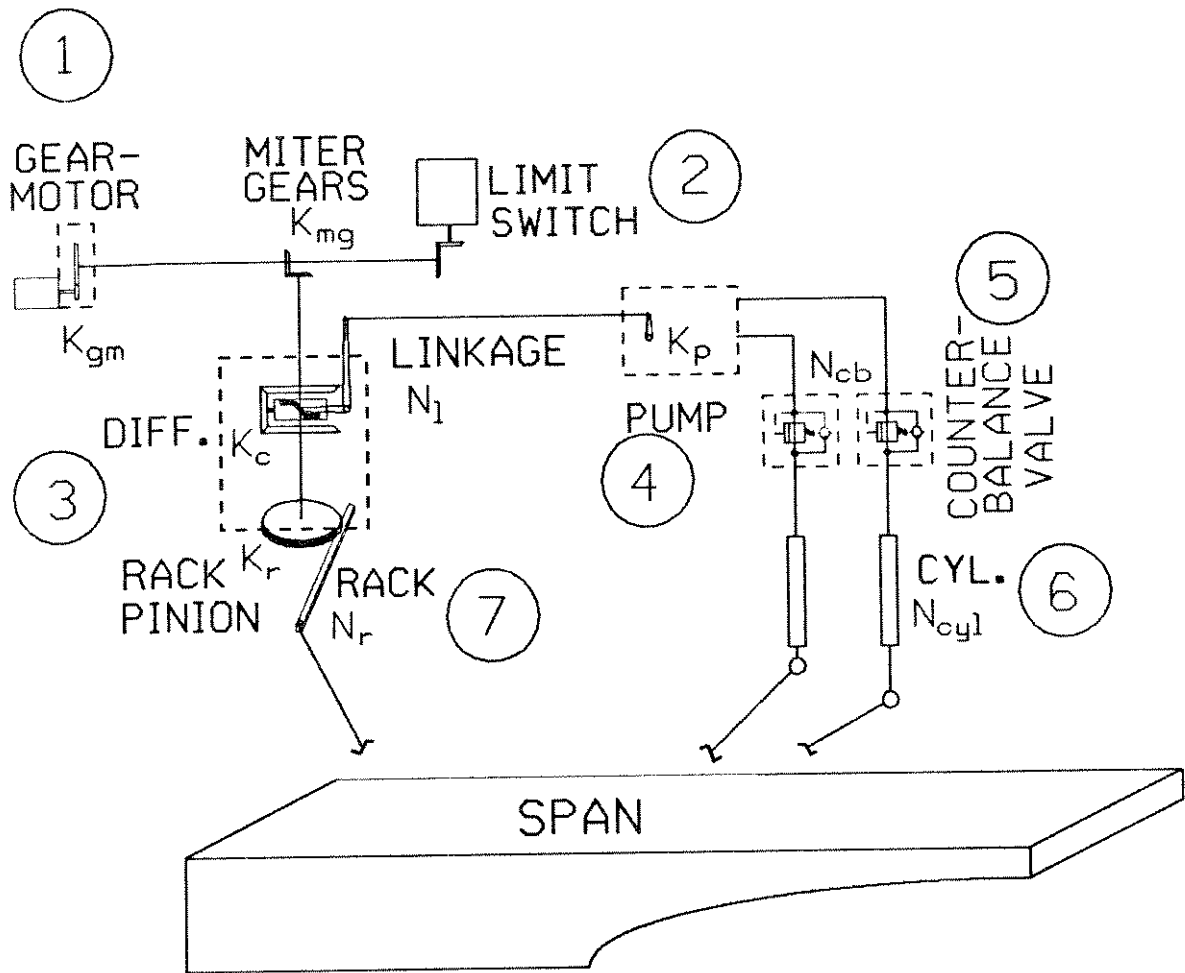 1
GEAR-
MOTOR
K_gm
MITER
GEARS
K_mg
LIMIT
SWITCH
2
LINKAGE
N_l
DIFF.
K_c
3
K_r
RACK
PINION
RACK
N_r
7
K_p
PUMP
4
N_cb
5
COUNTER-
BALANCE
VALVE
CYL.
N_cyl
6
SPAN